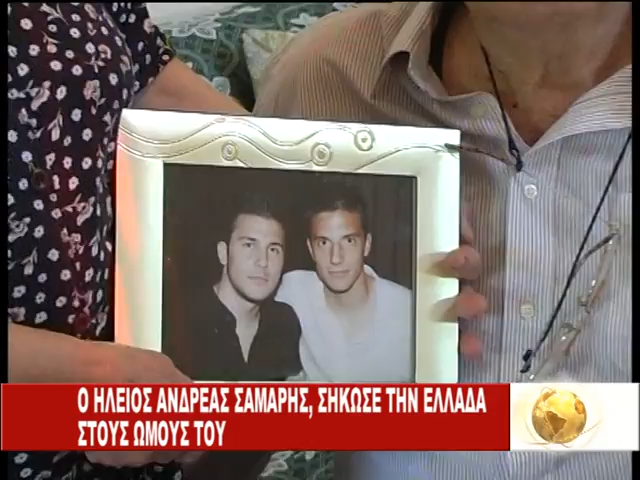 Ο ΗΛΕΙΟΣ ΑΝΔΡΕΑΣ ΣΑΜΑΡΗΣ, ΣΗΚΩΣΕ ΤΗΝ ΕΛΛΑΔΑ
ΣΤΟΥΣ ΩΜΟΥΣ ΤΟΥ